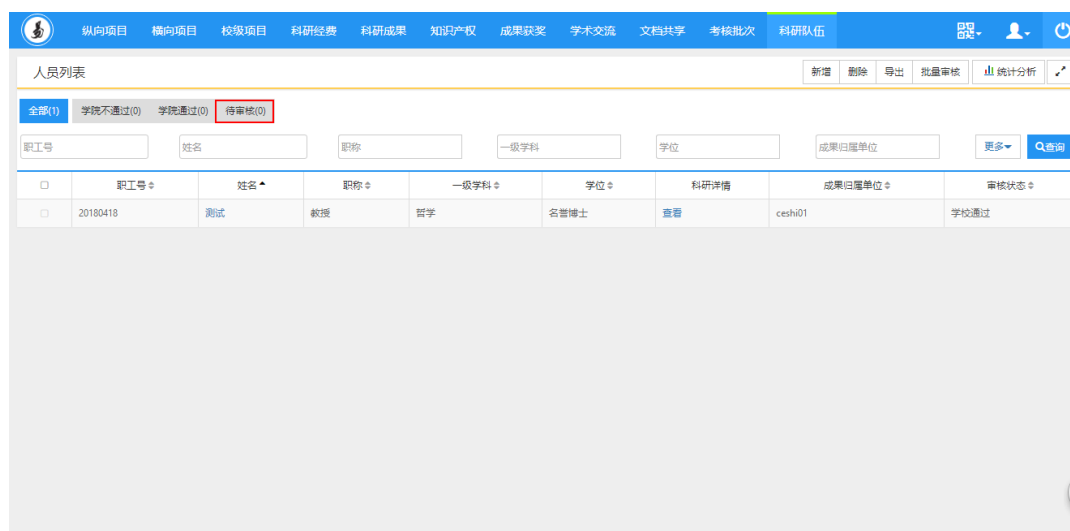 纵向项目 横向项目 校级项目 科研经费 科研成果 知识产权 成果获奖 学术交流 文档共享 考核批次 科研队伍
人员列表 新增 删除 导出 批量审核 统计分析
全部(1) 学院不通过(0) 学院通过(0) 待审核(0)
职工号 姓名 职称 一级学科 学位 成果归属单位 更多 查询
职工号 姓名 职称 一级学科 学位 科研详情 成果归属单位 审核状态
20180418 测试 教授 哲学 名誉博士 查看 ceshi01 学校通过